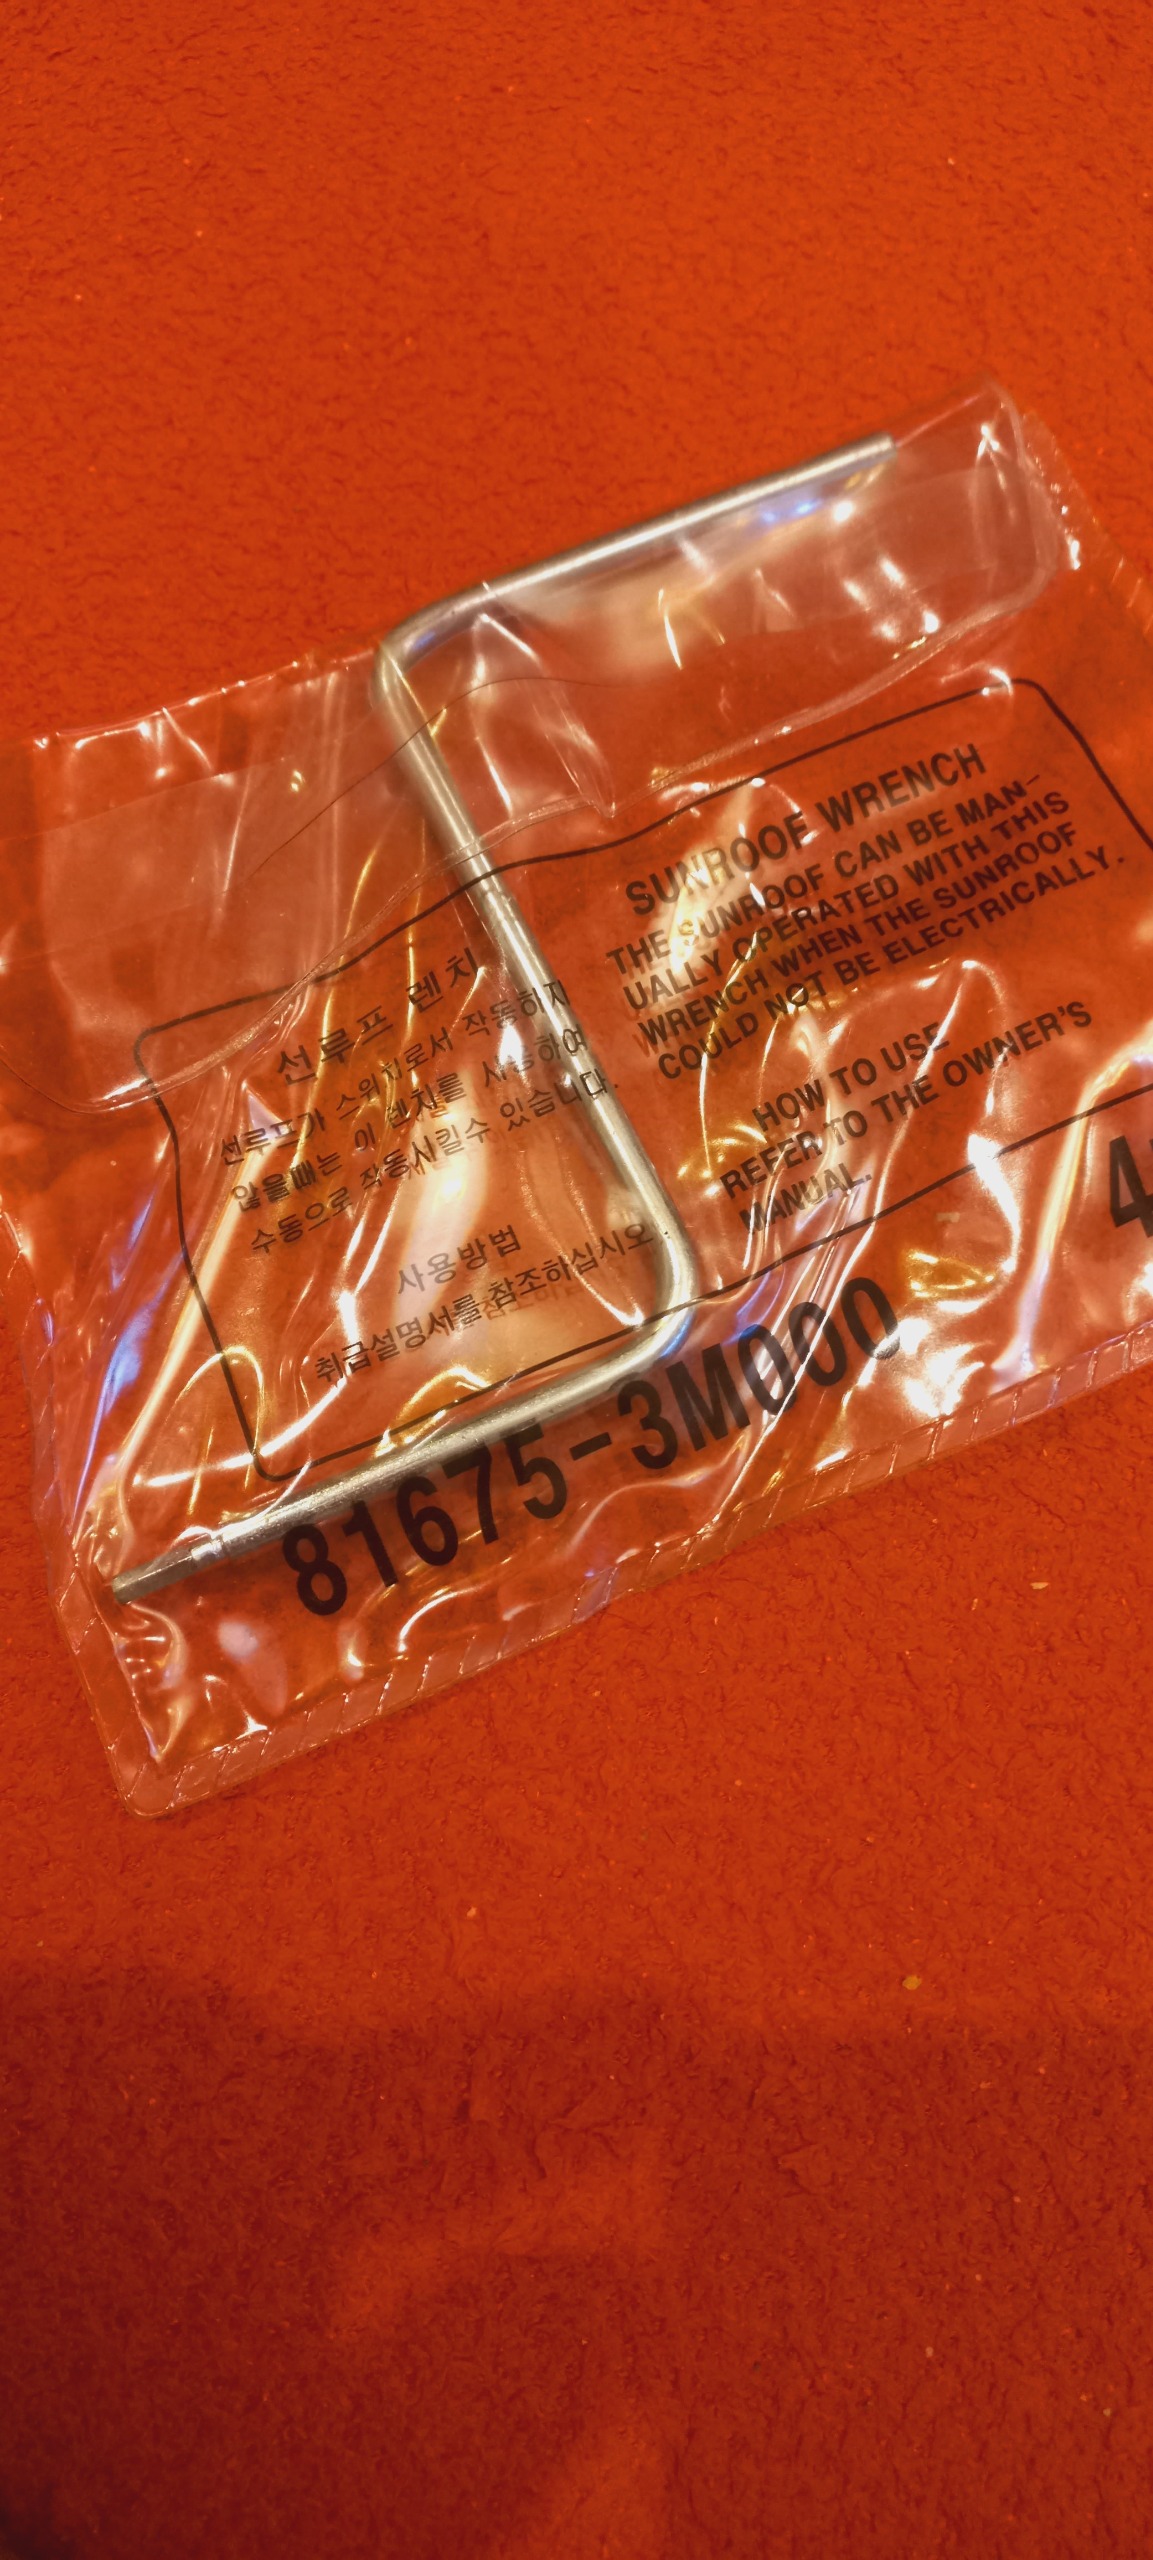 선루프 렌치
선루프가 스위치로서 작동하지
않을때는 이 렌치를 사용하여
수동으로 작동시킬수 있습니다.
사용방법
취급설명서를 참조하십시오.
SUNROOF WRENCH
THE SUNROOF CAN BE MAN-
UALLY OPERATED WITH THIS
WRENCH WHEN THE SUNROOF
COULD NOT BE ELECTRICALLY.
HOW TO USE
REFER TO THE OWNER'S
MANUAL.
81675-3M000
4